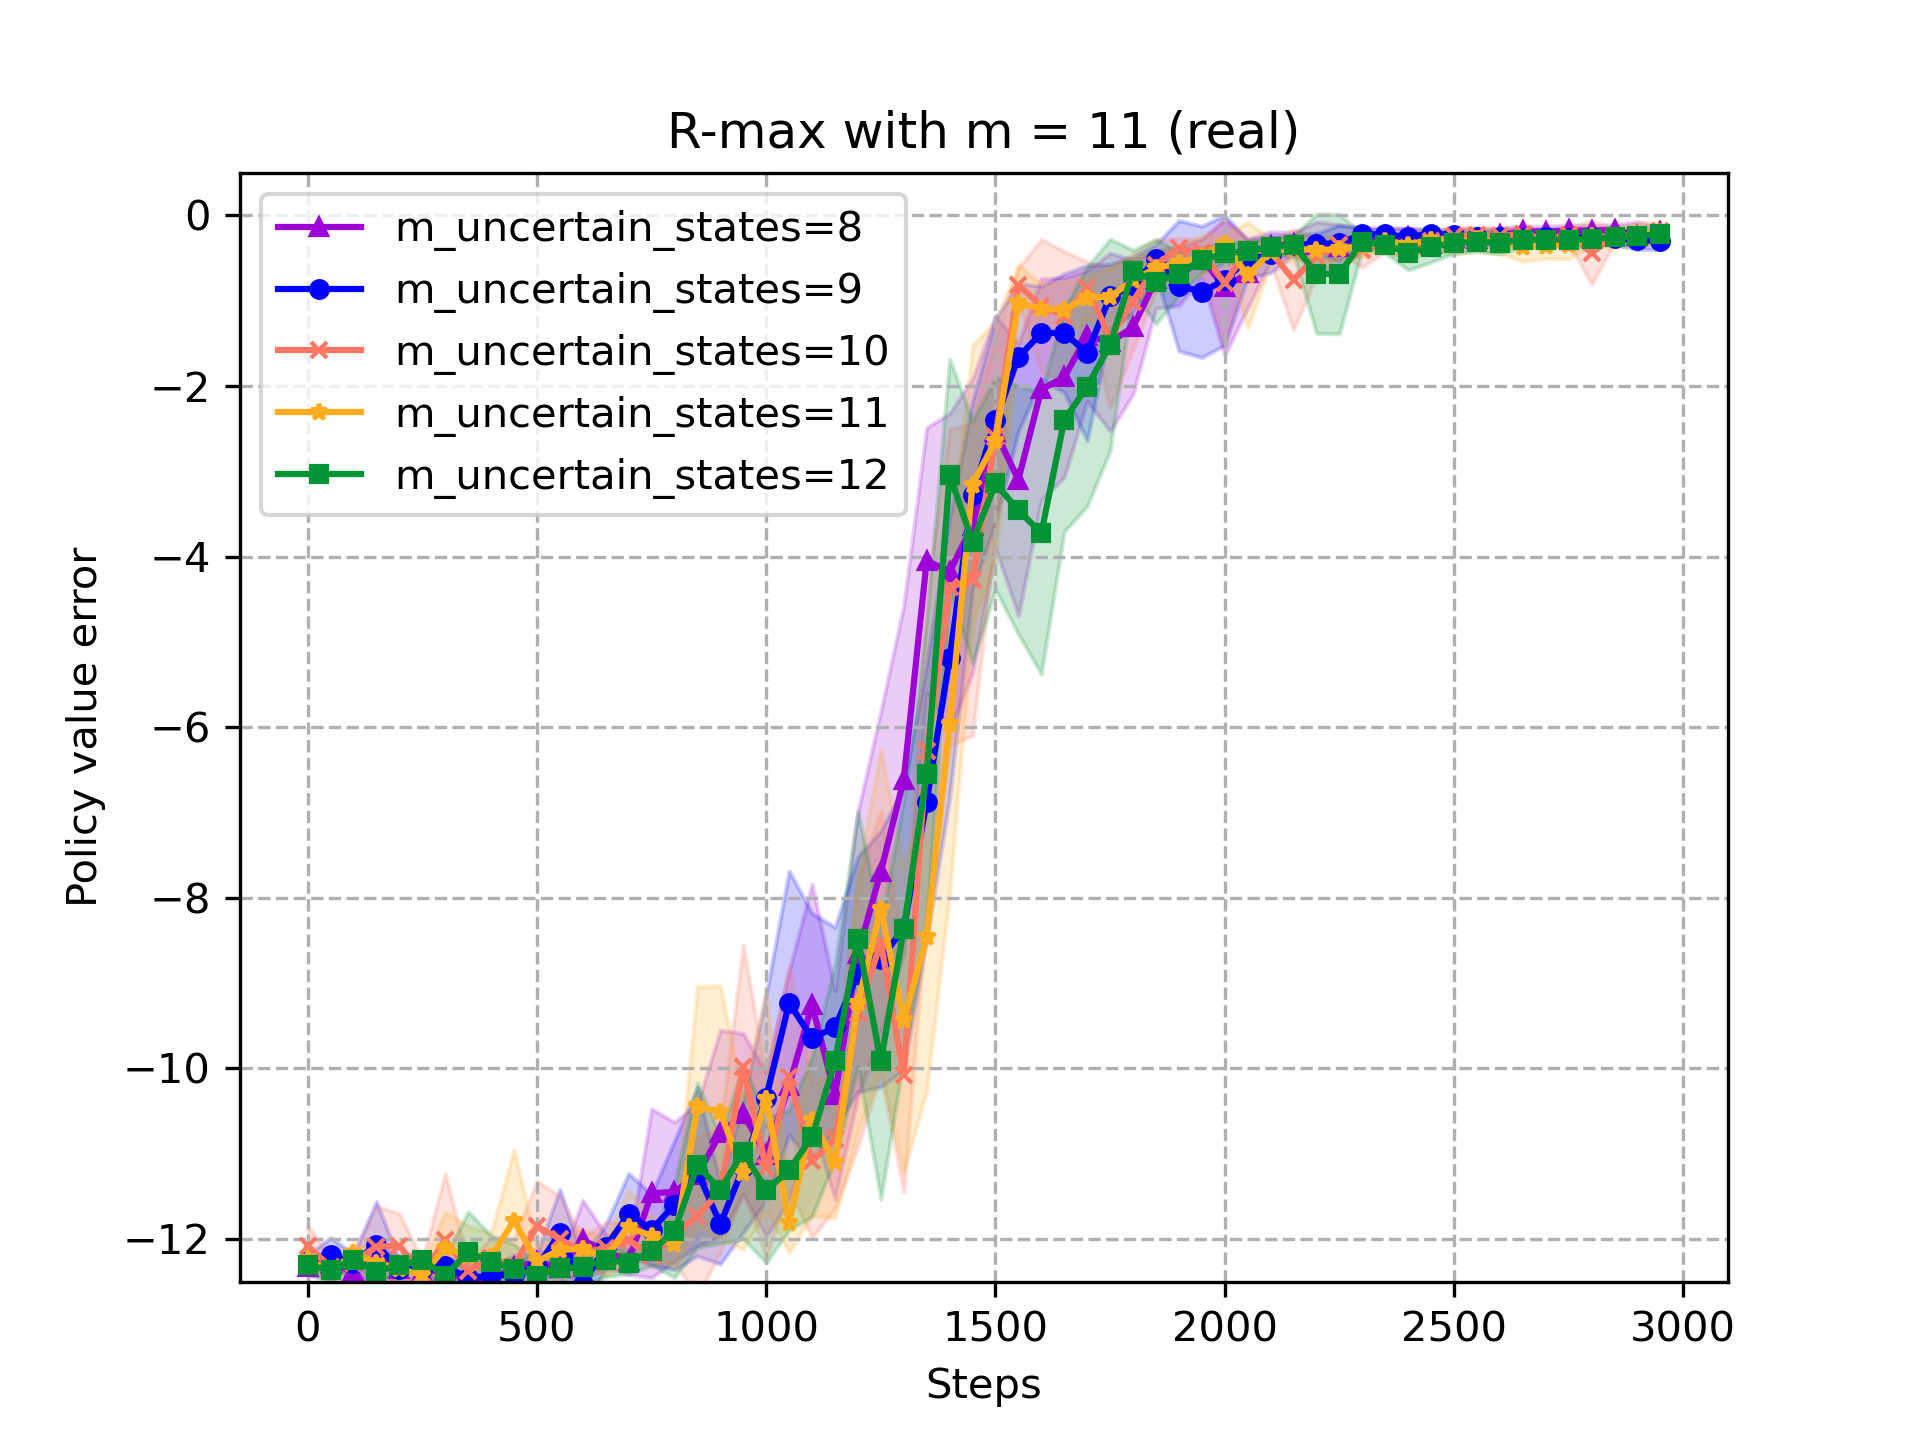 R-max with m = 11 (real)
m_uncertain_states=8
m_uncertain_states=9
m_uncertain_states=10
m_uncertain_states=11
m_uncertain_states=12
Policy value error
0
−2
−4
−6
−8
−10
−12
0 500 1000 1500 2000 2500 3000
Steps